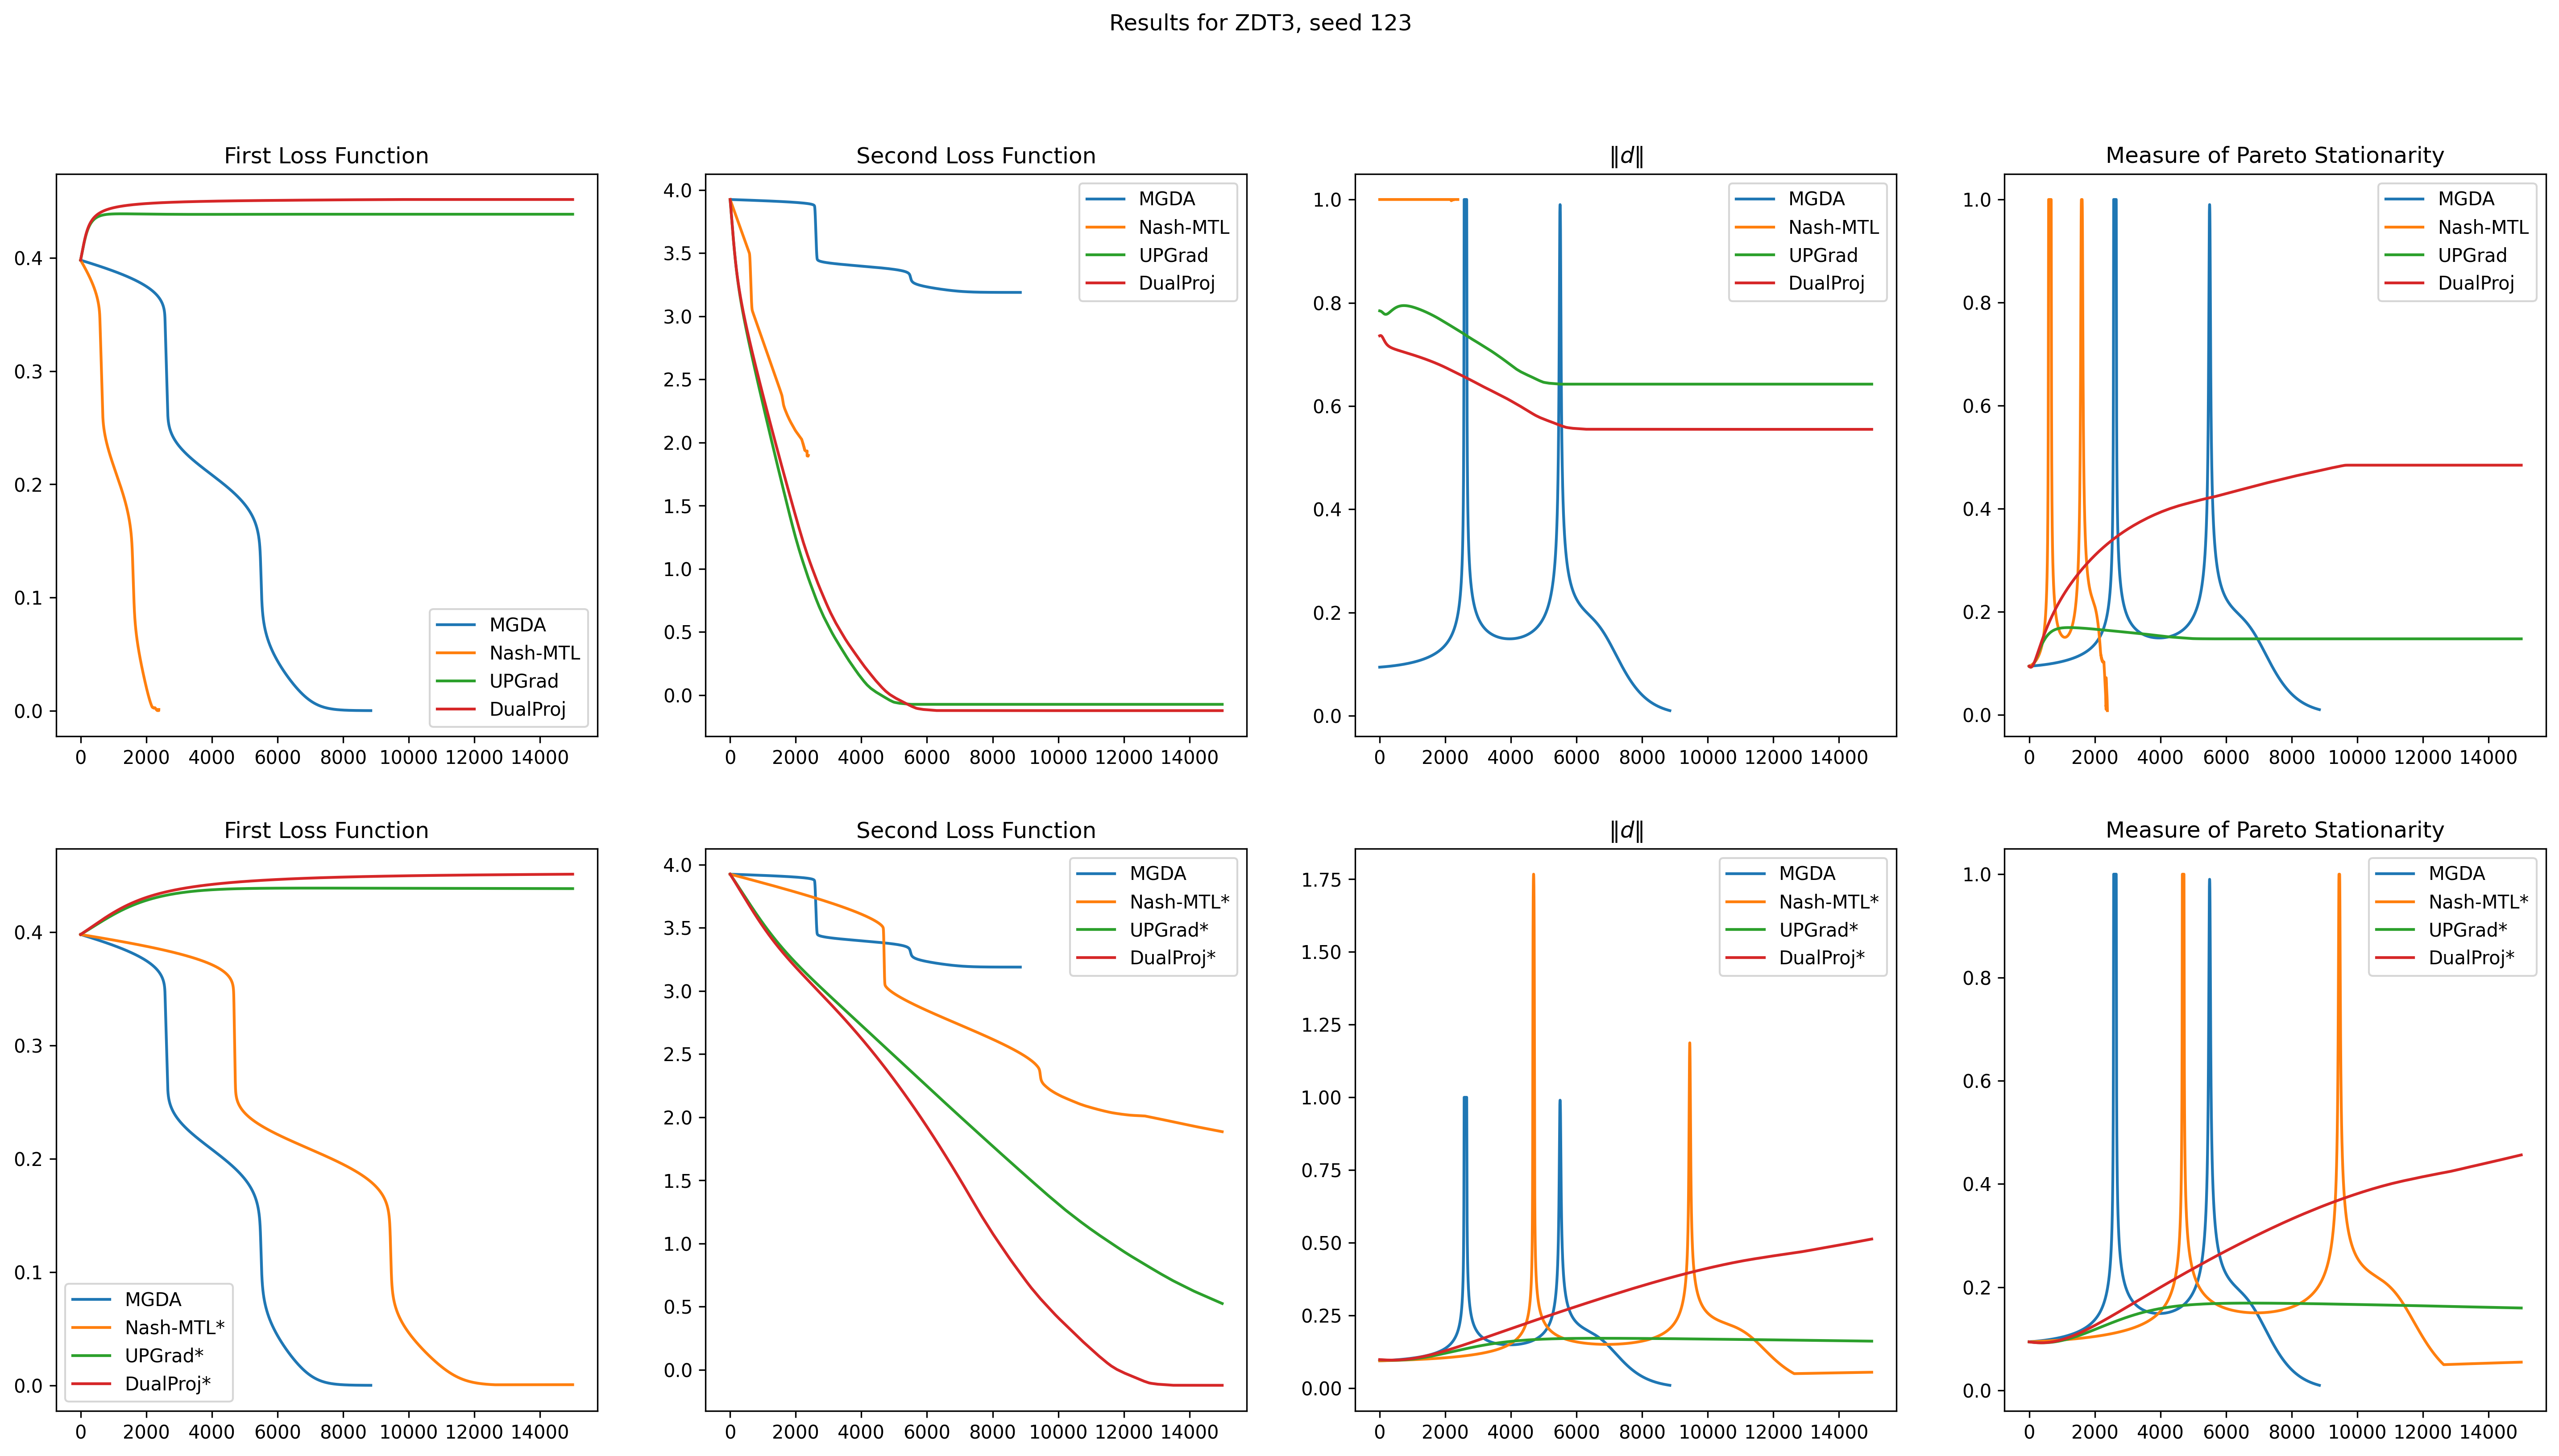 Results for ZDT3, seed 123
First Loss Function
0.4
0.3
0.2
0.1
0.0
0 2000 4000 6000 8000 10000 12000 14000
MGDA
Nash-MTL
UPGrad
DualProj
Second Loss Function
4.0
3.5
3.0
2.5
2.0
1.5
1.0
0.5
0.0
0 2000 4000 6000 8000 10000 12000 14000
MGDA
Nash-MTL
UPGrad
DualProj
‖d‖
1.0
0.8
0.6
0.4
0.2
0.0
0 2000 4000 6000 8000 10000 12000 14000
MGDA
Nash-MTL
UPGrad
DualProj
Measure of Pareto Stationarity
1.0
0.8
0.6
0.4
0.2
0.0
0 2000 4000 6000 8000 10000 12000 14000
MGDA
Nash-MTL
UPGrad
DualProj
First Loss Function
0.4
0.3
0.2
0.1
0.0
0 2000 4000 6000 8000 10000 12000 14000
MGDA
Nash-MTL*
UPGrad*
DualProj*
Second Loss Function
4.0
3.5
3.0
2.5
2.0
1.5
1.0
0.5
0.0
0 2000 4000 6000 8000 10000 12000 14000
MGDA
Nash-MTL*
UPGrad*
DualProj*
‖d‖
1.75
1.50
1.25
1.00
0.75
0.50
0.25
0.00
0 2000 4000 6000 8000 10000 12000 14000
MGDA
Nash-MTL*
UPGrad*
DualProj*
Measure of Pareto Stationarity
1.0
0.8
0.6
0.4
0.2
0.0
0 2000 4000 6000 8000 10000 12000 14000
MGDA
Nash-MTL*
UPGrad*
DualProj*